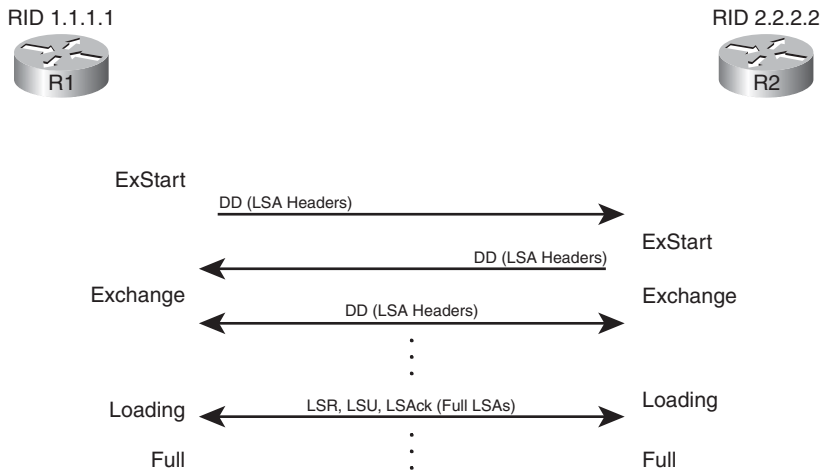 RID 1.1.1.1
RID 2.2.2.2
R1
R2
ExStart
DD (LSA Headers)
ExStart
DD (LSA Headers)
Exchange
Exchange
DD (LSA Headers)
Loading
LSR, LSU, LSAck (Full LSAs)
Loading
Full
Full